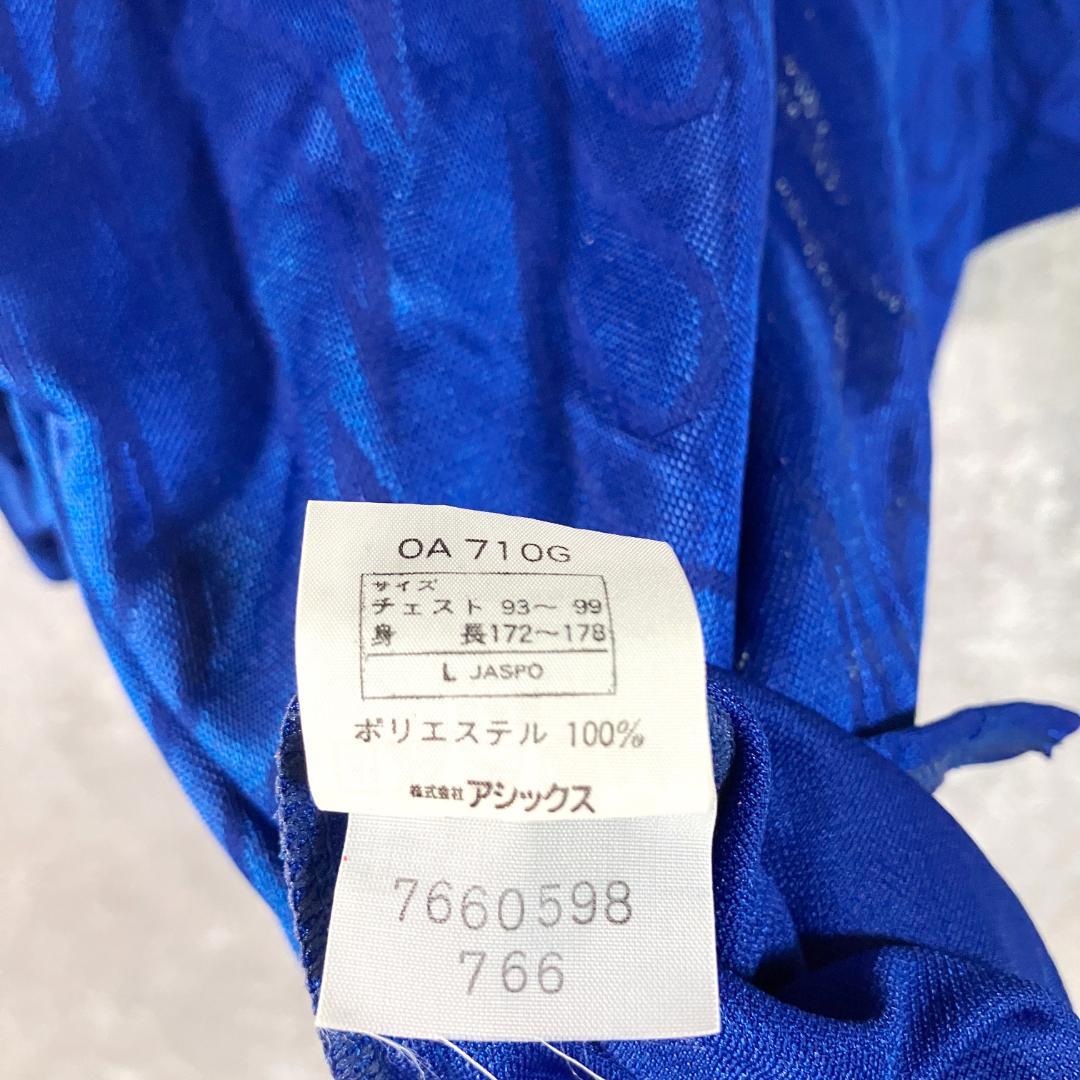 OA 710G
サイズ
チェスト 93～ 99
身 長172～178
L JASPO
ポリエステル 100%
株式会社 アシックス
7660598
766